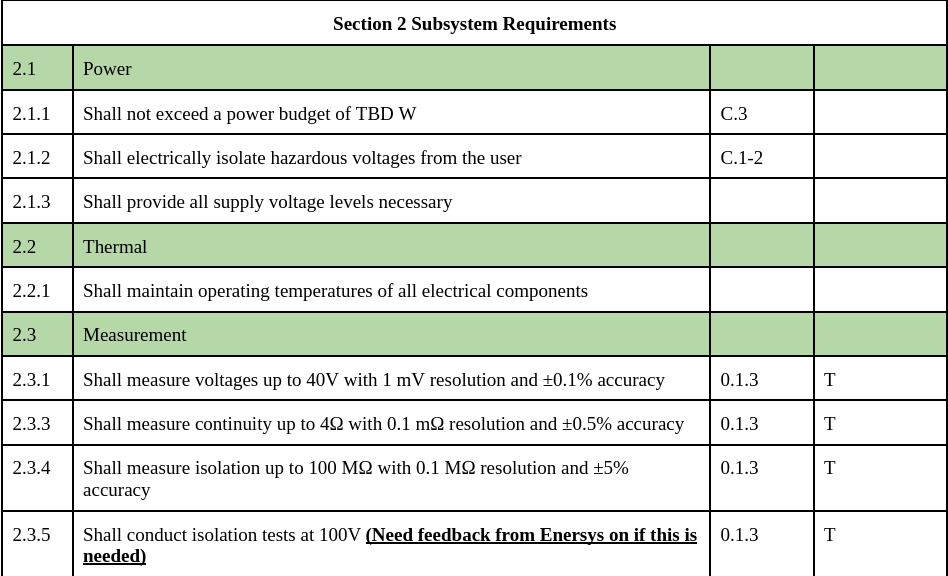 Section 2 Subsystem Requirements
2.1 Power
2.1.1 Shall not exceed a power budget of TBD W C.3
2.1.2 Shall electrically isolate hazardous voltages from the user C.1-2
2.1.3 Shall provide all supply voltage levels necessary
2.2 Thermal
2.2.1 Shall maintain operating temperatures of all electrical components
2.3 Measurement
2.3.1 Shall measure voltages up to 40V with 1 mV resolution and ±0.1% accuracy 0.1.3 T
2.3.3 Shall measure continuity up to 4Ω with 0.1 mΩ resolution and ±0.5% accuracy 0.1.3 T
2.3.4 Shall measure isolation up to 100 MΩ with 0.1 MΩ resolution and ±5% 0.1.3 T
accuracy
2.3.5 Shall conduct isolation tests at 100V (Need feedback from Enersys on if this is 0.1.3 T
needed)